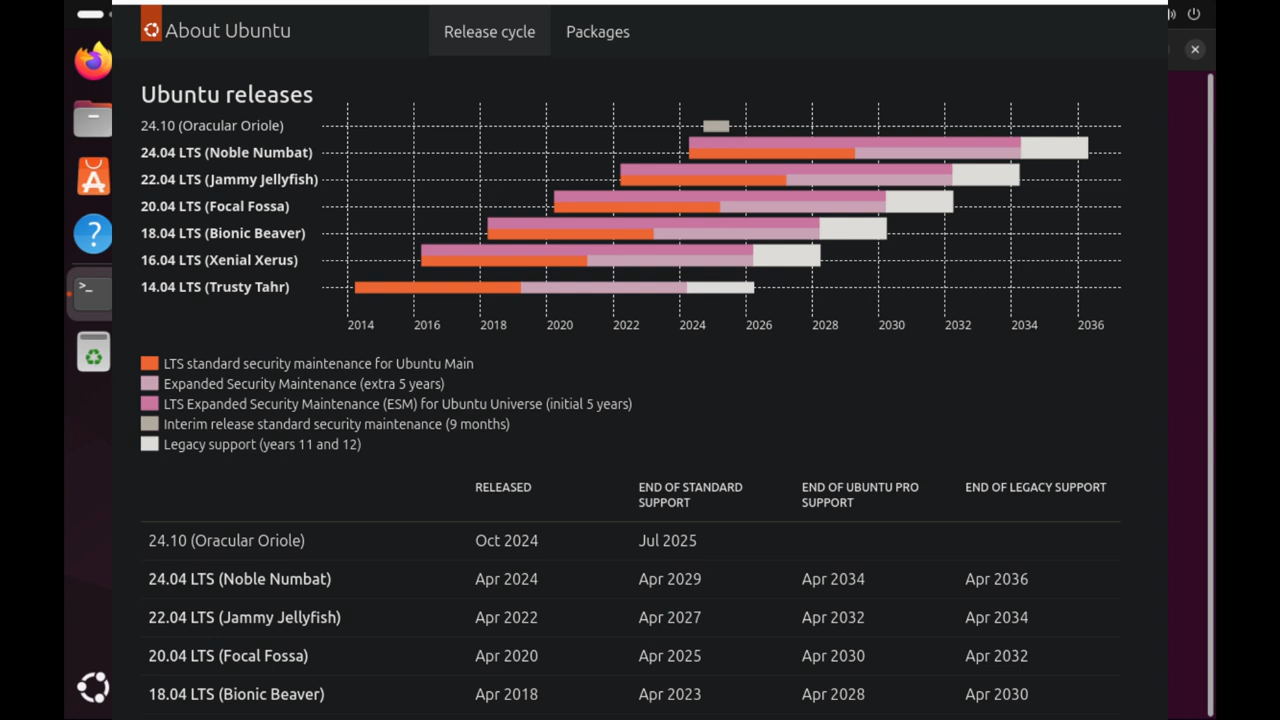 About Ubuntu
Release cycle
Packages
Ubuntu releases
24.10 (Oracular Oriole)
24.04 LTS (Noble Numbat)
22.04 LTS (Jammy Jellyfish)
20.04 LTS (Focal Fossa)
18.04 LTS (Bionic Beaver)
16.04 LTS (Xenial Xerus)
14.04 LTS (Trusty Tahr)
2014 2016 2018 2020 2022 2024 2026 2028 2030 2032 2034 2036
LTS standard security maintenance for Ubuntu Main
Expanded Security Maintenance (extra 5 years)
LTS Expanded Security Maintenance (ESM) for Ubuntu Universe (initial 5 years)
Interim release standard security maintenance (9 months)
Legacy support (years 11 and 12)
RELEASED END OF STANDARD SUPPORT END OF UBUNTU PRO SUPPORT END OF LEGACY SUPPORT
24.10 (Oracular Oriole) Oct 2024 Jul 2025
24.04 LTS (Noble Numbat) Apr 2024 Apr 2029 Apr 2034 Apr 2036
22.04 LTS (Jammy Jellyfish) Apr 2022 Apr 2027 Apr 2032 Apr 2034
20.04 LTS (Focal Fossa) Apr 2020 Apr 2025 Apr 2030 Apr 2032
18.04 LTS (Bionic Beaver) Apr 2018 Apr 2023 Apr 2028 Apr 2030